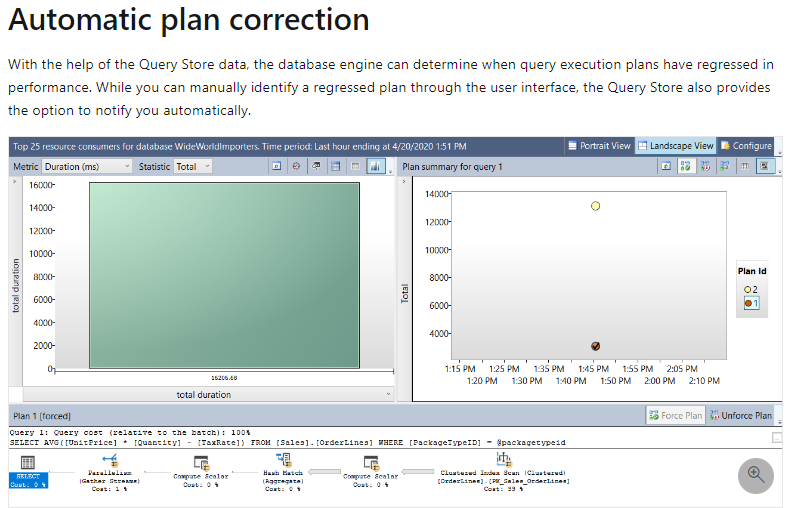 Automatic plan correction
With the help of the Query Store data, the database engine can determine when query execution plans have regressed in
performance. While you can manually identify a regressed plan through the user interface, the Query Store also provides
the option to notify you automatically.
Top 25 resource consumers for database WideWorldImporters. Time period: Last hour ending at 4/20/2020 1:51 PM
Portrait View
Landscape View
Configure
Metric Duration (ms) Statistic Total
Plan summary for query 1
total duration
16000
14000
12000
10000
8000
6000
4000
2000
0
16205.68
total duration
Total
14000
12000
10000
8000
6000
4000
1:15 PM 1:25 PM 1:35 PM 1:45 PM 1:55 PM 2:05 PM
1:20 PM 1:30 PM 1:40 PM 1:50 PM 2:00 PM 2:10 PM
Plan Id
2
1
Plan 1 [forced]
Force Plan
Unforce Plan
Query 1: Query cost (relative to the batch): 100%
SELECT AVG([UnitPrice] * [Quantity] - [TaxRate]) FROM [Sales].[OrderLines] WHERE [PackageTypeID] = @packagetypeid
SELECT
Cost: 0 %
Parallelism
(Gather Streams)
Cost: 1 %
Compute Scalar
Cost: 0 %
Hash Match
(Aggregate)
Cost: 0 %
Compute Scalar
Cost: 0 %
Clustered Index Scan (Clustered)
[OrderLines].[PK_Sales_OrderLines]
Cost: 99 %